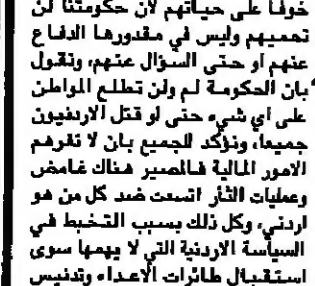 خوفا على حياتهم لان حكومتنا لن
تحميهم وليس في مقدورها الدفاع
عنهم او حتى السؤال عنهم، ونقول
بان الحكومة لم ولن تطلع المواطن
على اي شيء حتى لو قتل الاردنيون
جميعا، ونؤكد للجميع بان لا تغرهم
الامور المالية فالمصير هناك غامض
وعمليات الثأر اتسعت ضد كل من هو
اردني، وكل ذلك بسبب التخبط في
السياسة الاردنية التي لا يهمها سوى
استقبال طائرات الاعداء وتدنيس